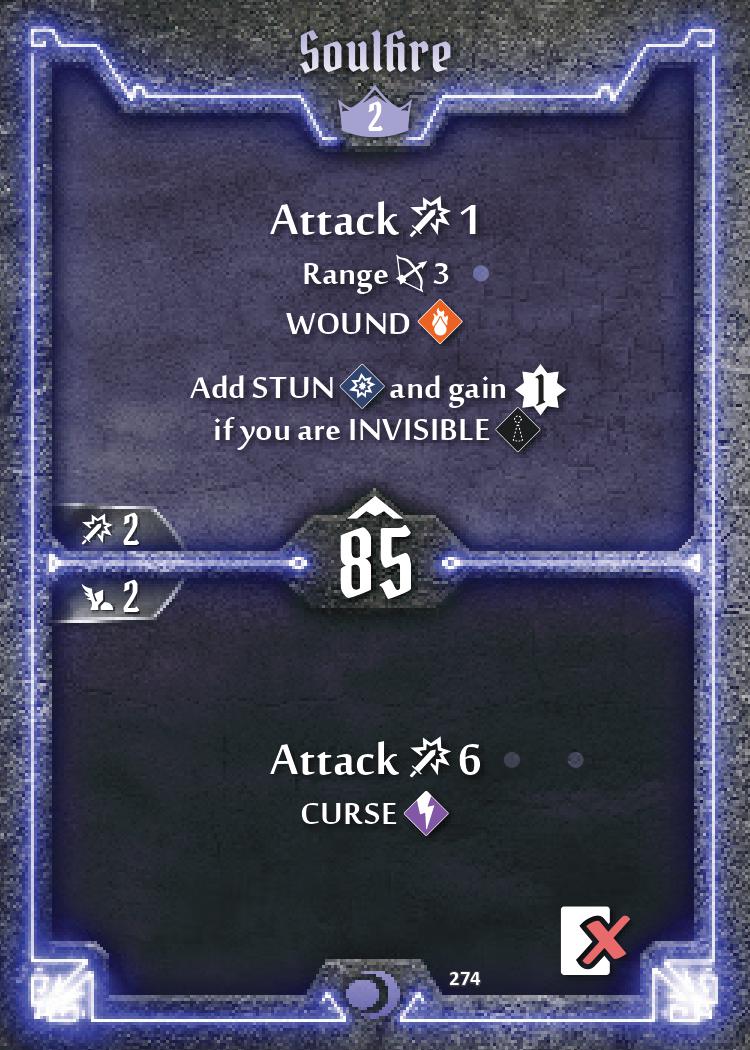 Soulfire
2
Attack 1
Range 3
WOUND
Add STUN and gain 1
if you are INVISIBLE
2
85
2
Attack 6
CURSE
274